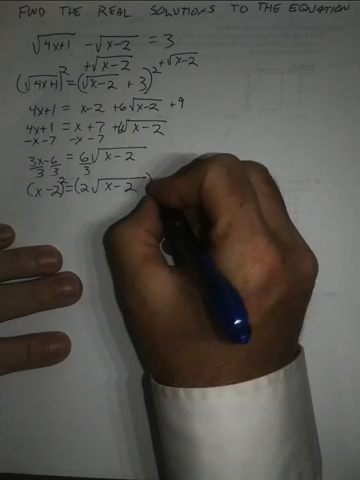 FIND THE REAL SOLUTIONS TO THE EQUATION
√4x+1 - √x-2 = 3
+√x-2 +√x-2
(√4x+1)² = (√x-2 + 3)²
4x+1 = x-2 + 6√x-2 + 9
4x+1 = x + 7 + 6√x-2
-x-7 -x-7
3x-6 = 6√x-2
3 3 3
(x-2)² = (2√x-2)